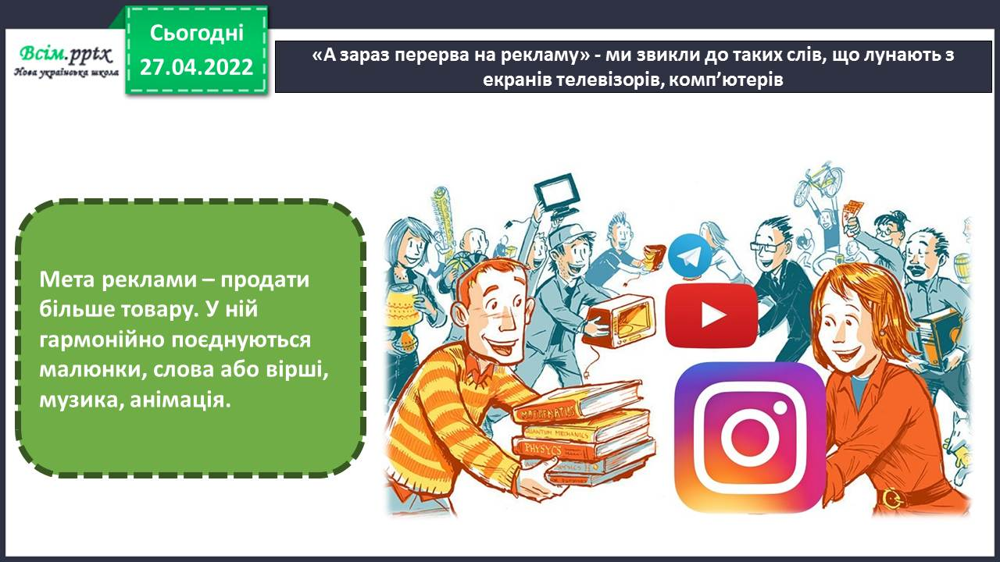 Сьогодні
27.04.2022
Всім.pptx
Нова українська школа
«А зараз перерва на рекламу» - ми звикли до таких слів, що лунають з
екранів телевізорів, комп’ютерів
Мета реклами – продати
більше товару. У ній
гармонійно поєднуються
малюнки, слова або вірші,
музика, анімація.
MATHEMATICS
QUANTUM MECHANICS
PHYSYCS